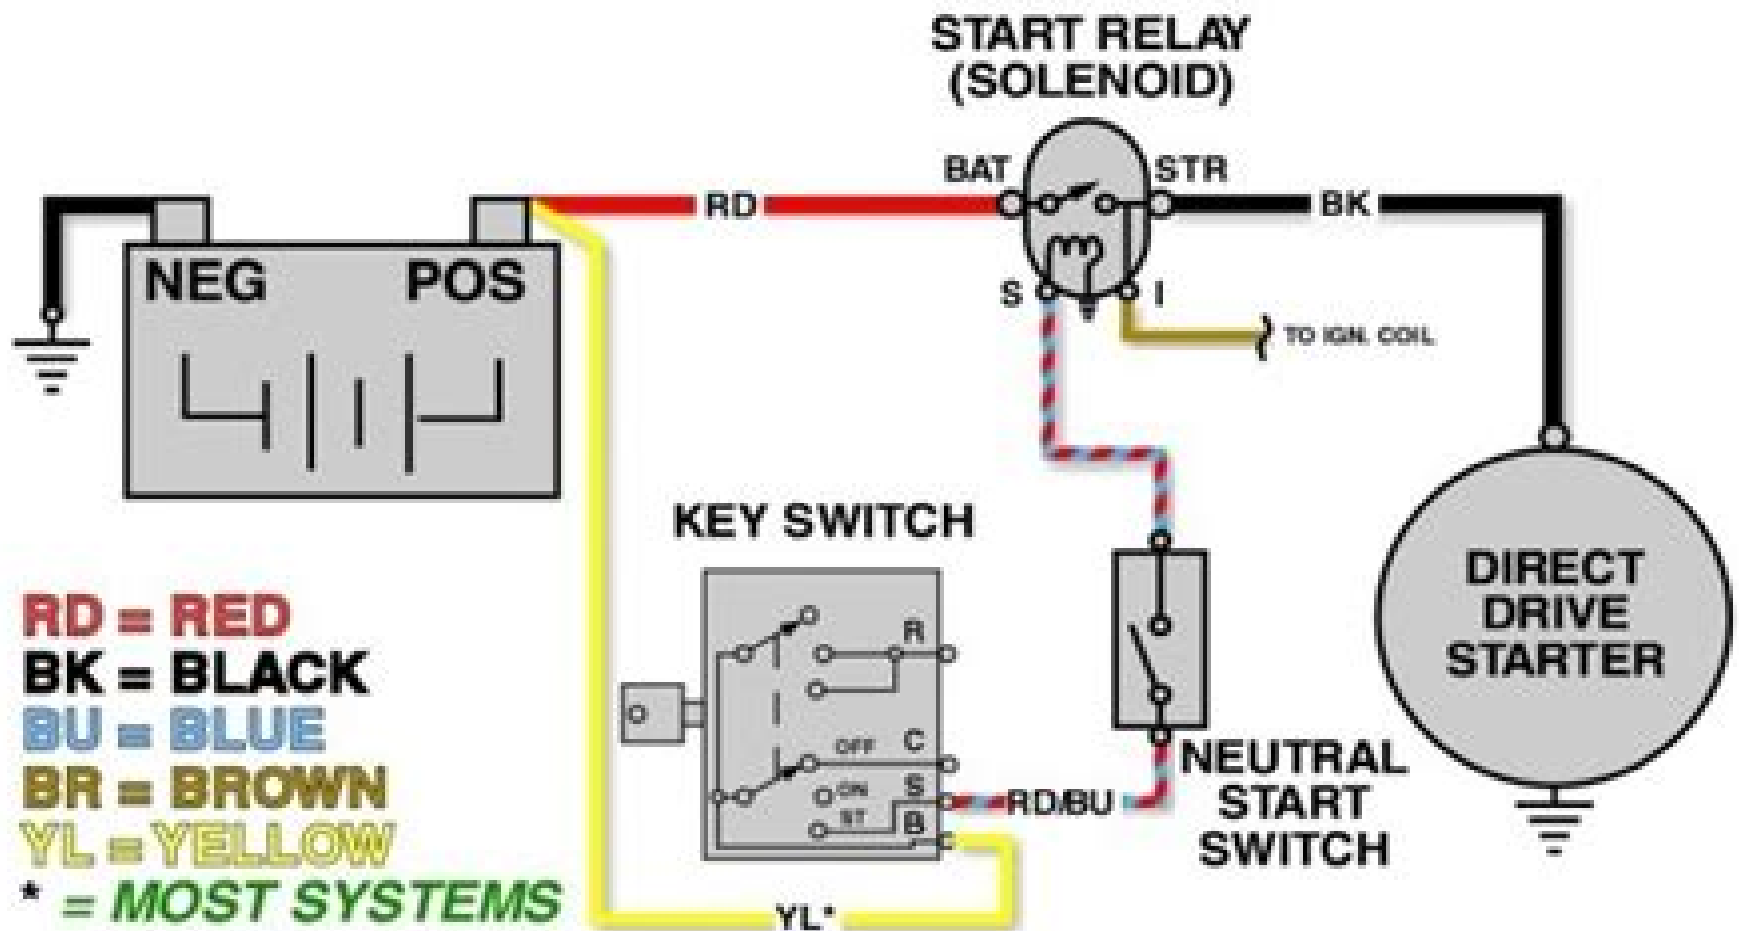 START RELAY
(SOLENOID)
BAT
STR
RD
BK
NEG
POS
S
I
TO IGN. COIL
KEY SWITCH
DIRECT
DRIVE
STARTER
R
OFF
C
ON
S
ST
B
RD/BU
NEUTRAL
START
SWITCH
YL*
RD = RED
BK = BLACK
BU = BLUE
BR = BROWN
YL = YELLOW
* = MOST SYSTEMS